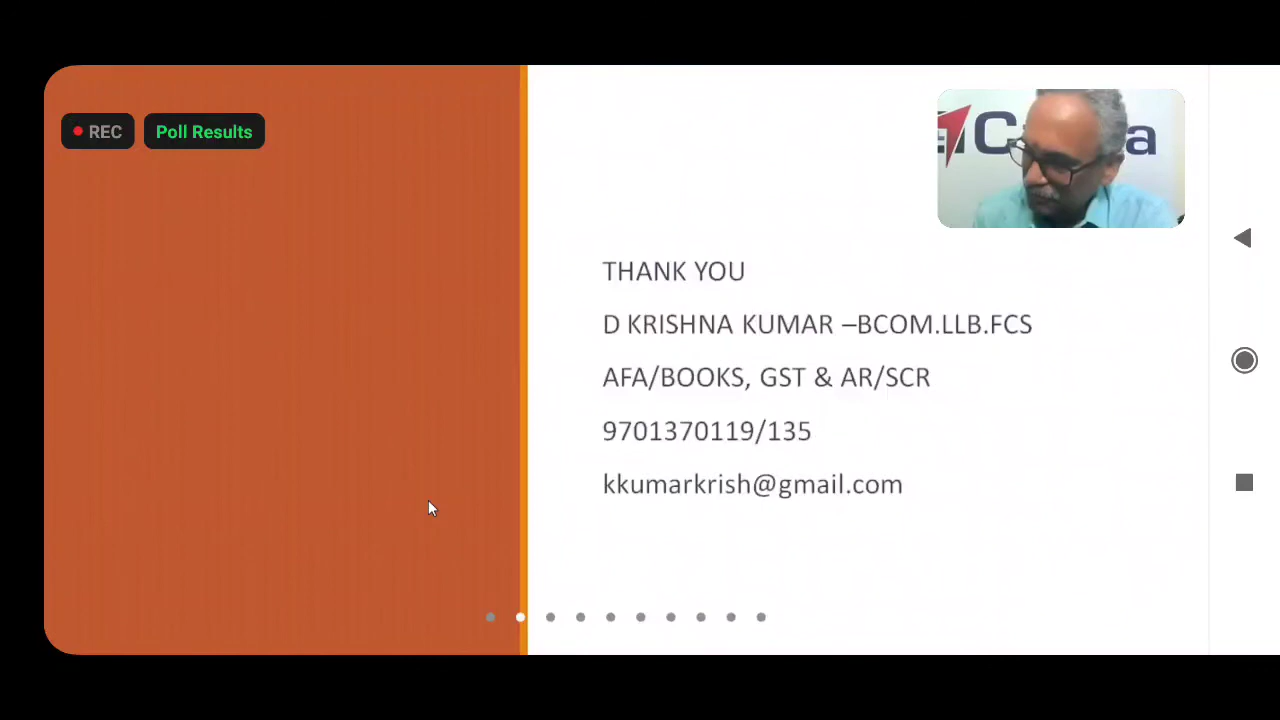 REC
Poll Results
THANK YOU
D KRISHNA KUMAR –BCOM.LLB.FCS
AFA/BOOKS, GST & AR/SCR
9701370119/135
kkumarkrish@gmail.com